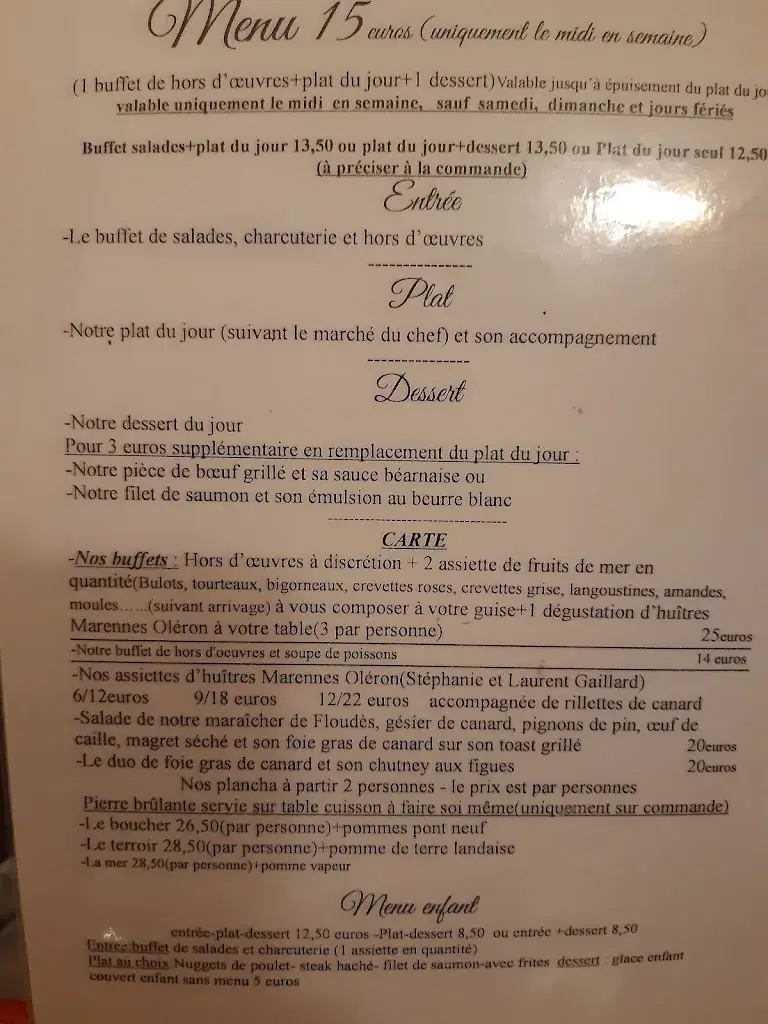 Menu 15 euros (uniquement le midi en semaine)
(1 buffet de hors d'œuvres+plat du jour+1 dessert)Valable jusqu'à épuisement du plat du jo
valable uniquement le midi en semaine, sauf samedi, dimanche et jours fériés
Buffet salades+plat du jour 13,50 ou plat du jour+dessert 13,50 ou Plat du jour seul 12,50
(à préciser à la commande)
Entrée
-Le buffet de salades, charcuterie et hors d'œuvres
---------------
Plat
-Notre plat du jour (suivant le marché du chef) et son accompagnement
---------------
Dessert
-Notre dessert du jour
Pour 3 euros supplémentaire en remplacement du plat du jour :
-Notre pièce de bœuf grillé et sa sauce béarnaise ou
-Notre filet de saumon et son émulsion au beurre blanc
------------------------------
CARTE
-Nos buffets : Hors d'œuvres à discrétion + 2 assiette de fruits de mer en
quantité(Bulots, tourteaux, bigorneaux, crevettes roses, crevettes grise, langoustines, amandes,
moules......(suivant arrivage) à vous composer à votre guise+1 dégustation d'huîtres
Marennes Oléron à votre table(3 par personne) 25euros
-Notre buffet de hors d'oeuvres et soupe de poissons 14 euros
-Nos assiettes d'huîtres Marennes Oléron(Stéphanie et Laurent Gaillard)
6/12euros 9/18 euros 12/22 euros accompagnée de rillettes de canard
-Salade de notre maraîcher de Floudès, gésier de canard, pignons de pin, œuf de
caille, magret séché et son foie gras de canard sur son toast grillé 20euros
-Le duo de foie gras de canard et son chutney aux figues 20euros
Nos plancha à partir 2 personnes - le prix est par personnes
Pierre brûlante servie sur table cuisson à faire soi même(uniquement sur commande)
-Le boucher 26,50(par personne)+pommes pont neuf
-Le terroir 28,50(par personne)+pomme de terre landaise
-La mer 28,50(par personne)+pomme vapeur
Menu enfant
entrée-plat-dessert 12,50 euros -Plat-dessert 8,50 ou entrée +dessert 8,50
Entrée:buffet de salades et charcuterie (1 assiette en quantité)
Plat au choix Nuggets de poulet- steak haché- filet de saumon-avec frites dessert : glace enfant
couvert enfant sans menu 5 euros